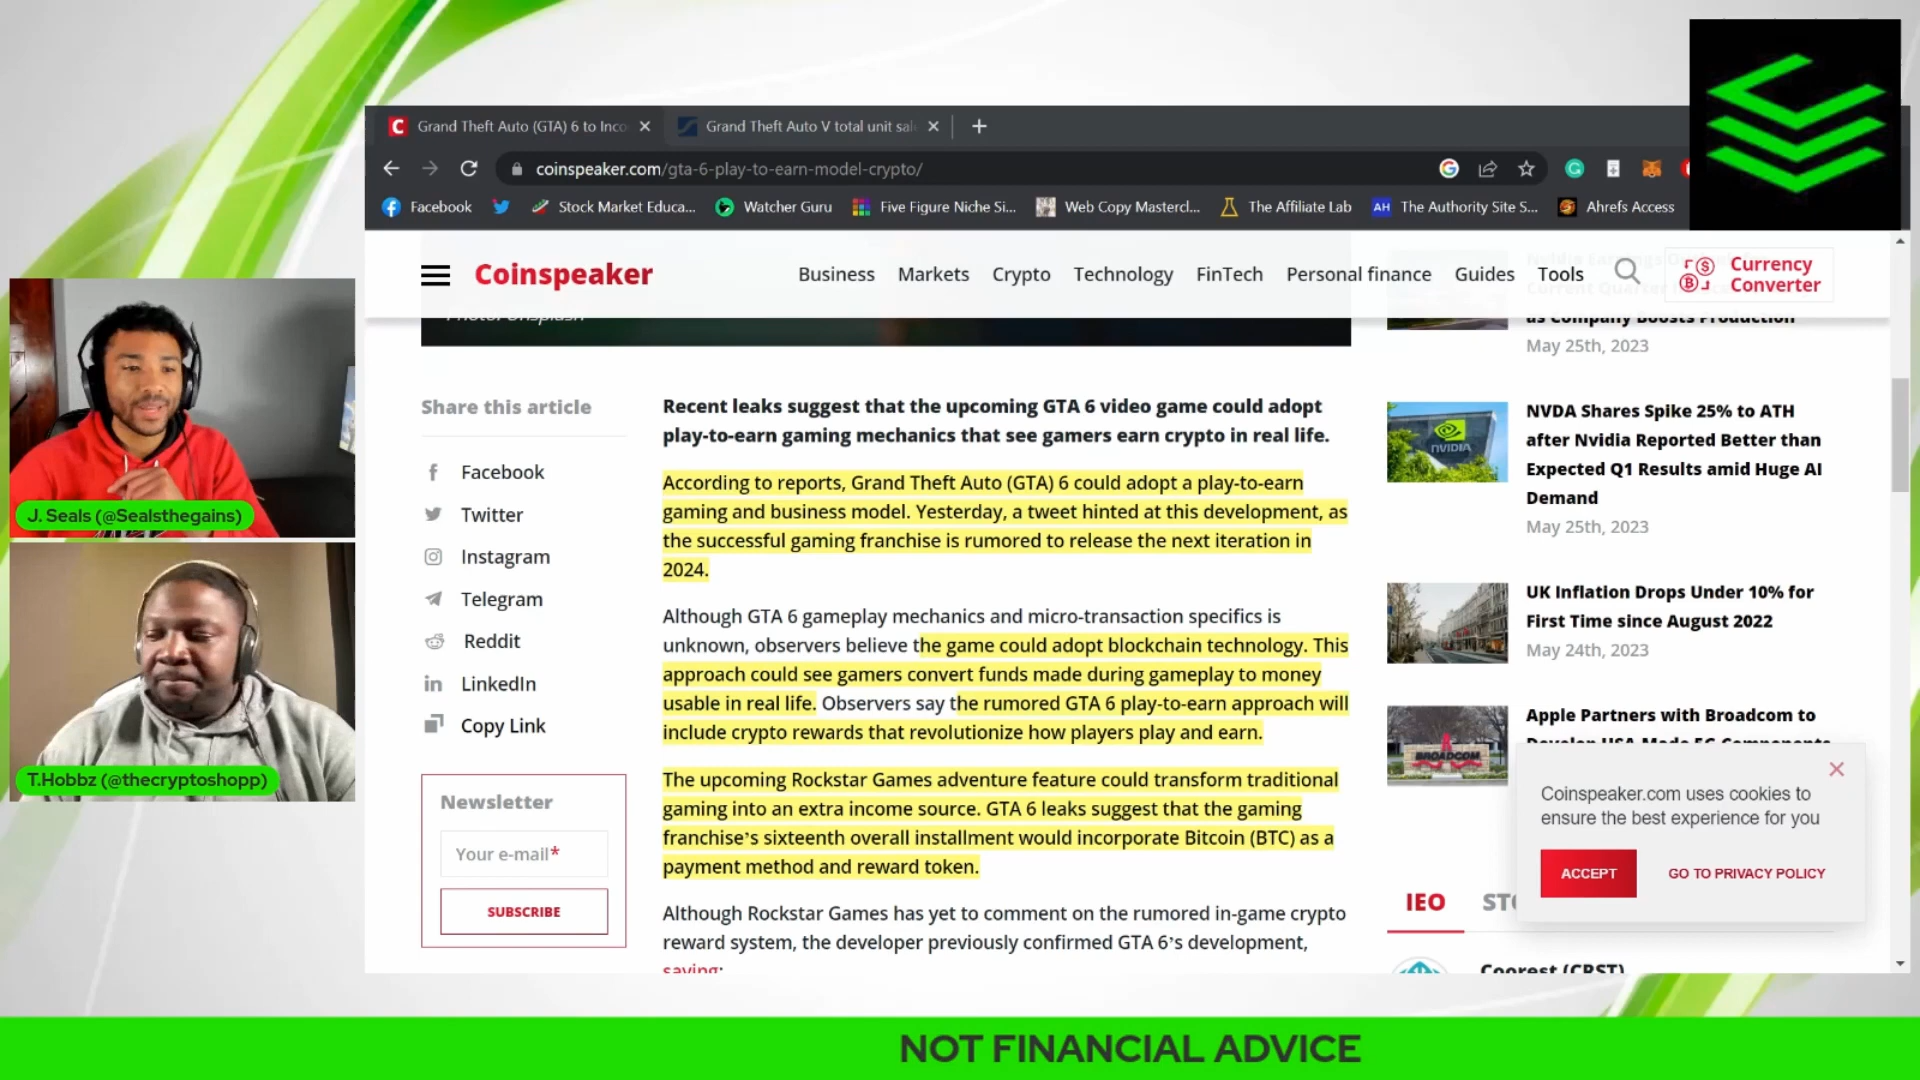 Grand Theft Auto (GTA) 6 to Inco
Grand Theft Auto V total unit sal
coinspeaker.com/gta-6-play-to-earn-model-crypto/
Facebook
Stock Market Educa...
Watcher Guru
Five Figure Niche Si...
Web Copy Mastercl...
The Affiliate Lab
AH
The Authority Site S...
Ahrefs Access
Coinspeaker
Business
Markets
Crypto
Technology
FinTech
Personal finance
Guides
Tools
Currency
Converter
Photo: Unsplash
Share this article
Facebook
Twitter
Instagram
Telegram
Reddit
LinkedIn
Copy Link
Newsletter
Your e-mail*
SUBSCRIBE
Recent leaks suggest that the upcoming GTA 6 video game could adopt
play-to-earn gaming mechanics that see gamers earn crypto in real life.
According to reports, Grand Theft Auto (GTA) 6 could adopt a play-to-earn
gaming and business model. Yesterday, a tweet hinted at this development, as
the successful gaming franchise is rumored to release the next iteration in
2024.
Although GTA 6 gameplay mechanics and micro-transaction specifics is
unknown, observers believe the game could adopt blockchain technology. This
approach could see gamers convert funds made during gameplay to money
usable in real life. Observers say the rumored GTA 6 play-to-earn approach will
include crypto rewards that revolutionize how players play and earn.
The upcoming Rockstar Games adventure feature could transform traditional
gaming into an extra income source. GTA 6 leaks suggest that the gaming
franchise’s sixteenth overall installment would incorporate Bitcoin (BTC) as a
payment method and reward token.
Although Rockstar Games has yet to comment on the rumored in-game crypto
reward system, the developer previously confirmed GTA 6’s development,
saying:
as Company Boosts Production
May 25th, 2023
NVIDIA
NVDA Shares Spike 25% to ATH
after Nvidia Reported Better than
Expected Q1 Results amid Huge AI
Demand
May 25th, 2023
UK Inflation Drops Under 10% for
First Time since August 2022
May 24th, 2023
BROADCOM
Apple Partners with Broadcom to
Develop USA-Made 5G Components
Coinspeaker.com uses cookies to
ensure the best experience for you
ACCEPT
GO TO PRIVACY POLICY
IEO
STO
Coorest (CRST)
J. Seals (@Sealsthegains)
T.Hobbz (@thecryptoshopp)
NOT FINANCIAL ADVICE